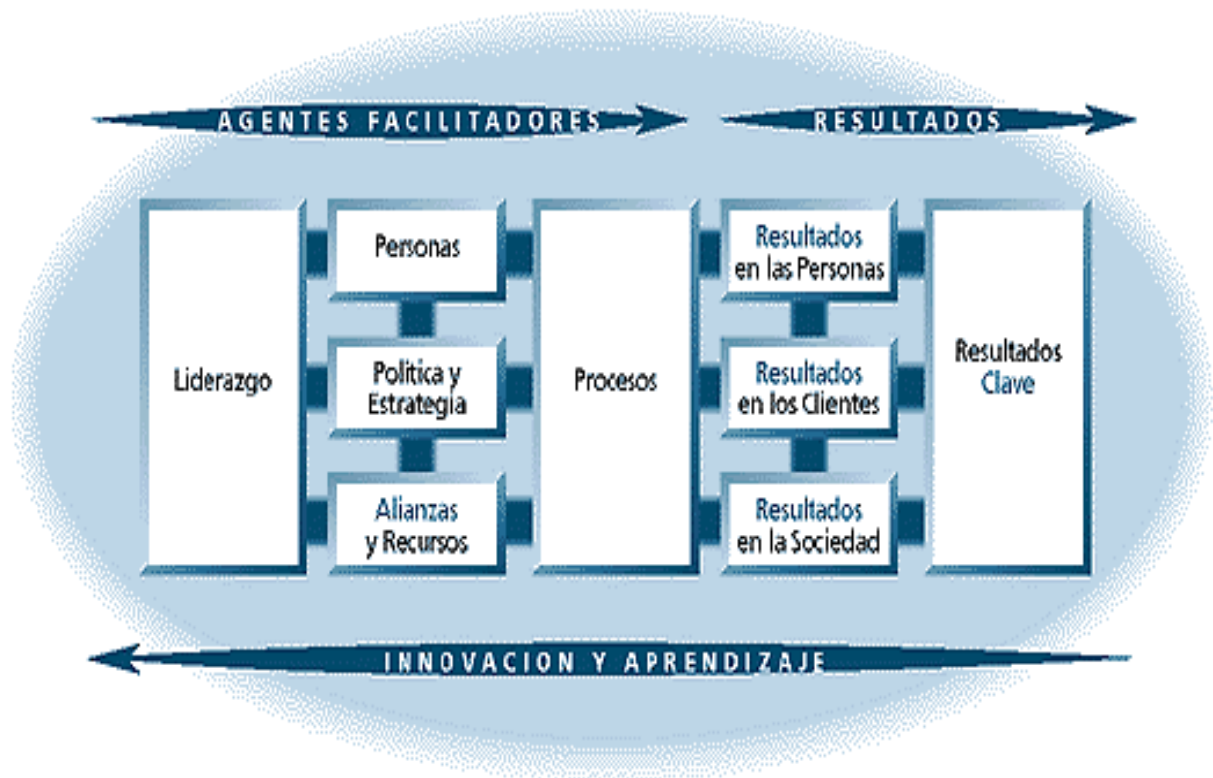 AGENTES FACILITADORES
RESULTADOS
Liderazgo
Personas
Política y
Estrategia
Alianzas
y Recursos
Procesos
Resultados
en las Personas
Resultados
en los Clientes
Resultados
en la Sociedad
Resultados
Clave
INNOVACION Y APRENDIZAJE